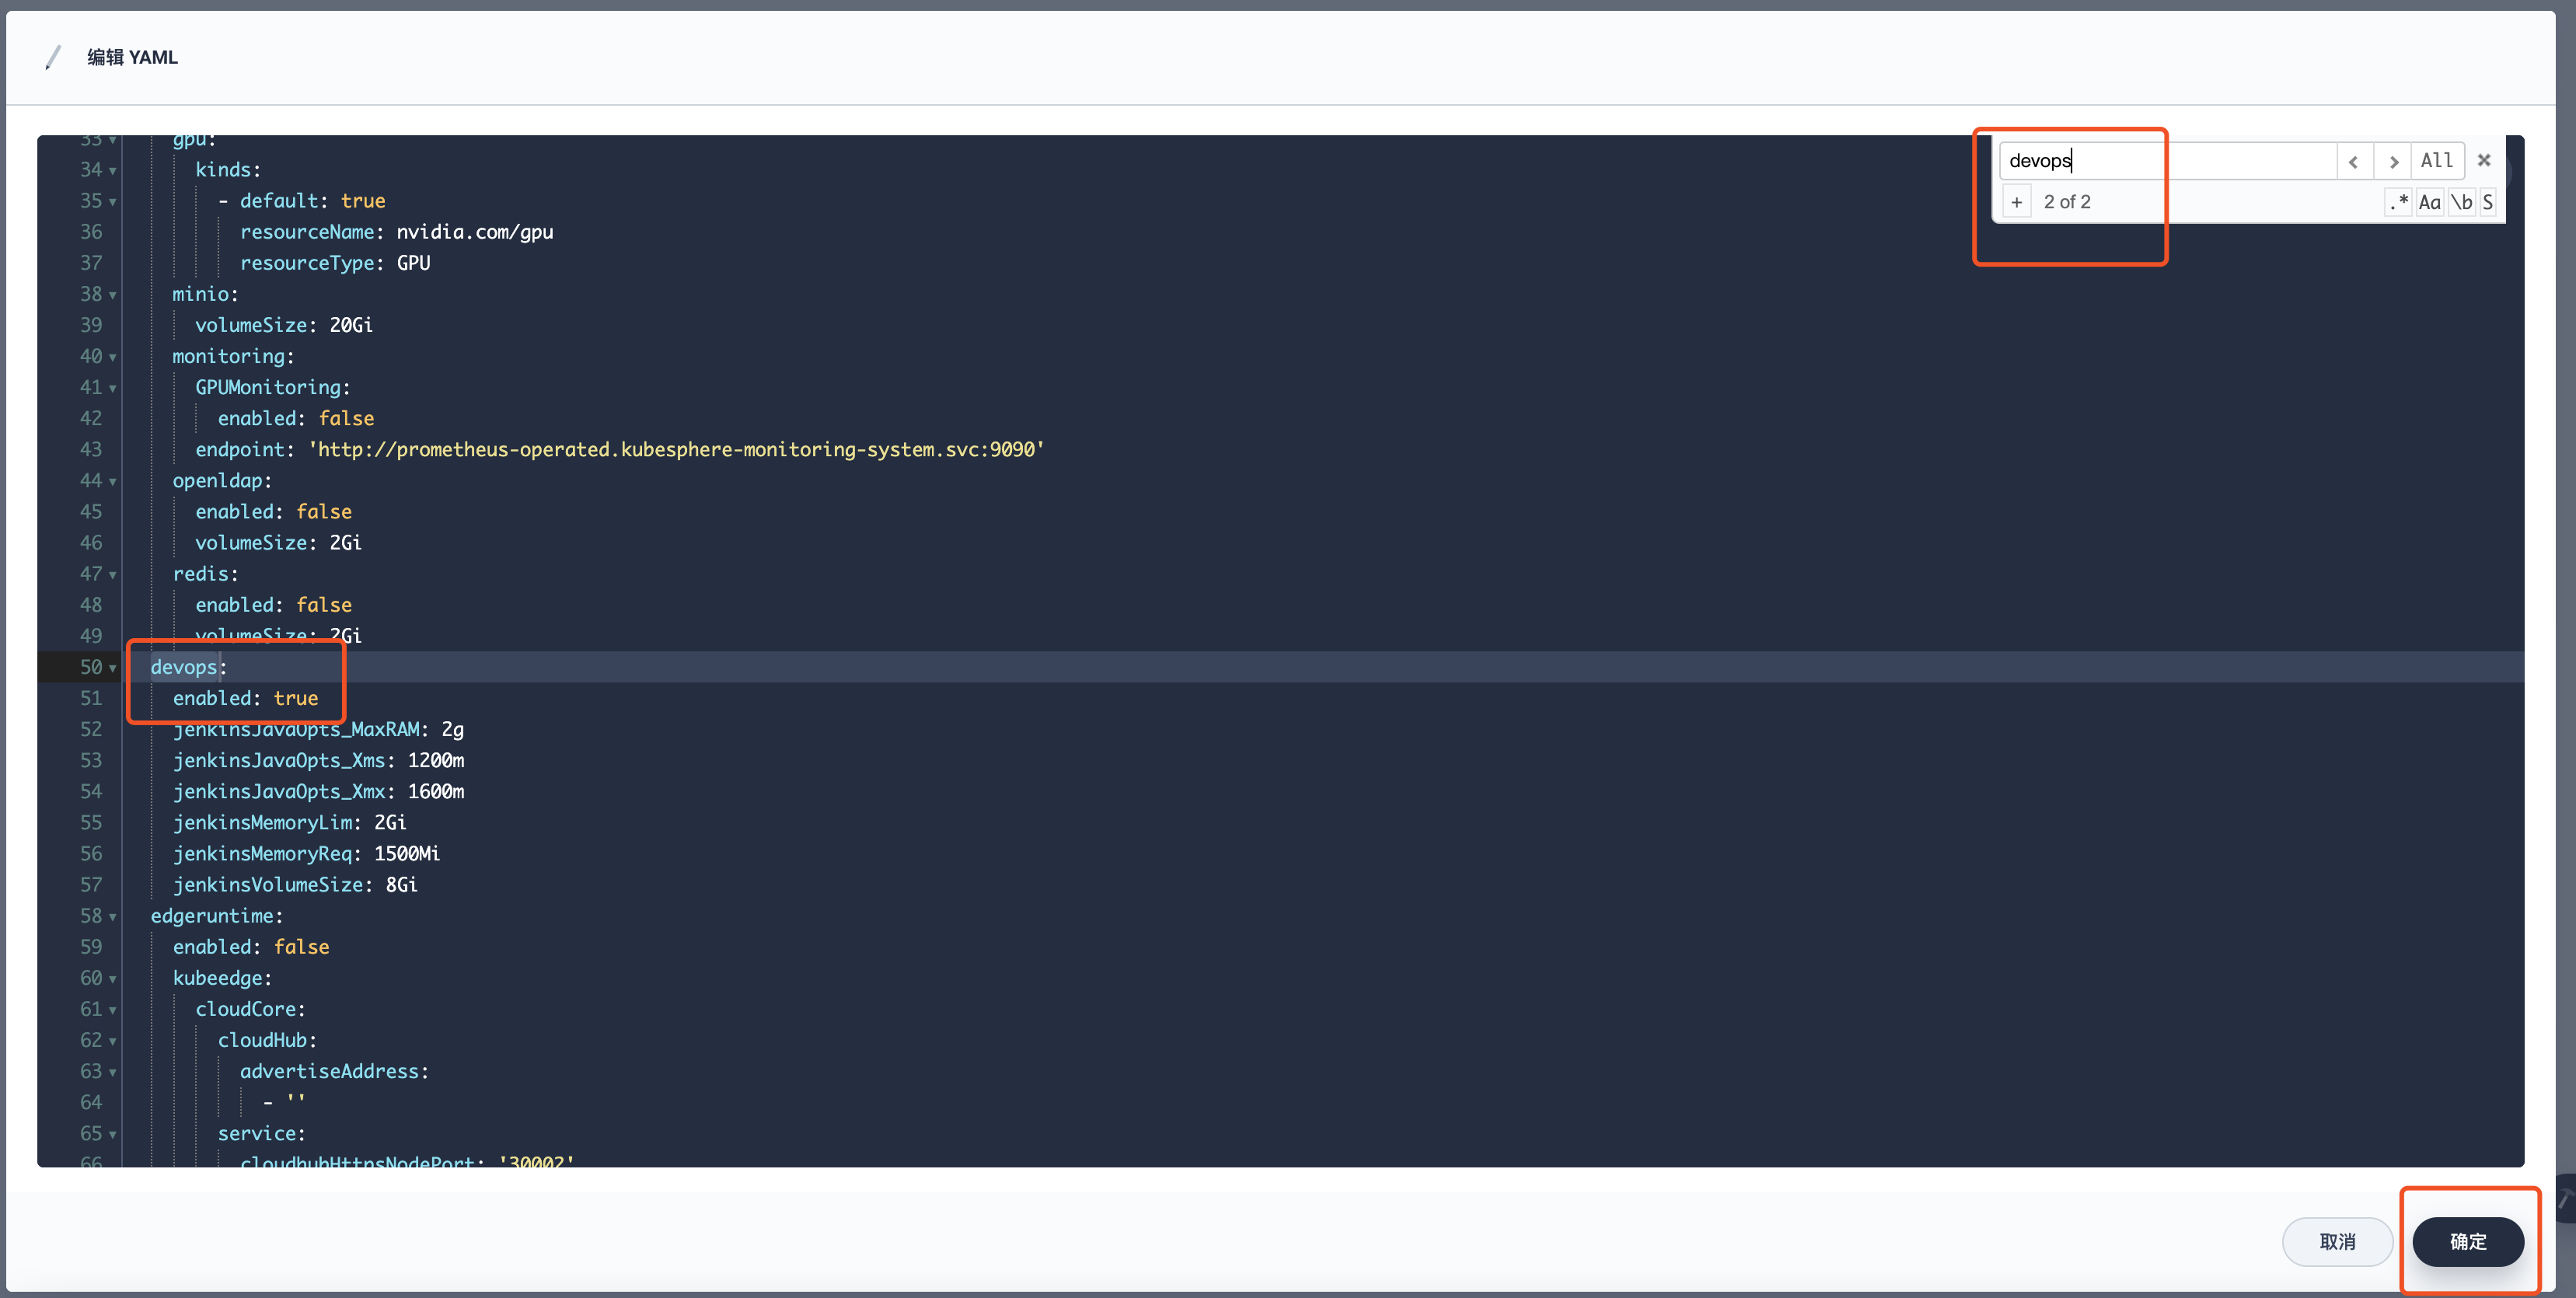 编辑 YAML
devops
All
+ 2 of 2 .* Aa \b S
33 gpu:
34 kinds:
35 - default: true
36 resourceName: nvidia.com/gpu
37 resourceType: GPU
38 minio:
39 volumeSize: 20Gi
40 monitoring:
41 GPUMonitoring:
42 enabled: false
43 endpoint: 'http://prometheus-operated.kubesphere-monitoring-system.svc:9090'
44 openldap:
45 enabled: false
46 volumeSize: 2Gi
47 redis:
48 enabled: false
49 volumeSize: 2Gi
50 devops:
51 enabled: true
52 jenkinsJavaOpts_MaxRAM: 2g
53 jenkinsJavaOpts_Xms: 1200m
54 jenkinsJavaOpts_Xmx: 1600m
55 jenkinsMemoryLim: 2Gi
56 jenkinsMemoryReq: 1500Mi
57 jenkinsVolumeSize: 8Gi
58 edgeruntime:
59 enabled: false
60 kubeedge:
61 cloudCore:
62 cloudHub:
63 advertiseAddress:
64 - ''
65 service:
66 cloudhubHttpsNodePort: '30002'
取消 确定